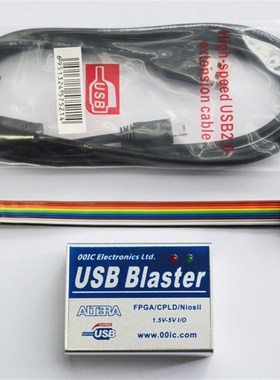 High-speed USB2.0
extension cable
6911324575214
00IC Electronics Ltd.
USB Blaster
ALTERA
FPGA/CPLD/NiosII
1.5V-5V I/O
USB
www.00ic.com